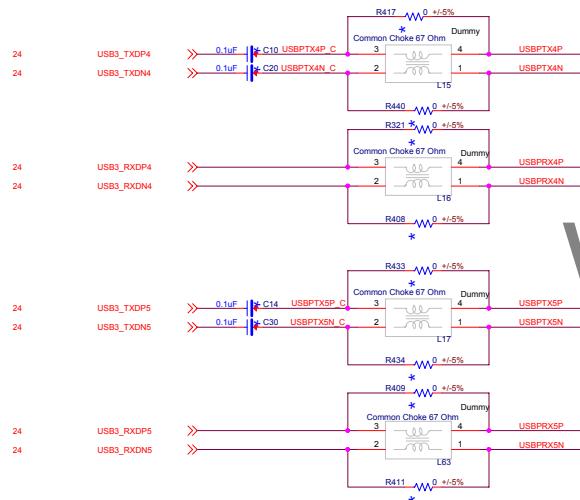 R417 0 +/-5%
*
Common Choke 67 Ohm Dummy
24 USB3_TXDP4 0.1uF * C10 USBPTX4P_C 3 4 USBPTX4P
24 USB3_TXDN4 0.1uF * C20 USBPTX4N_C 2 1 USBPTX4N
L15
R440 0 +/-5%
*
R321 0 +/-5%
*
Common Choke 67 Ohm Dummy
24 USB3_RXDP4 3 4 USBPRX4P
24 USB3_RXDN4 2 1 USBPRX4N
L16
R408 0 +/-5%
*
R433 0 +/-5%
*
Common Choke 67 Ohm Dummy
24 USB3_TXDP5 0.1uF * C14 USBPTX5P_C 3 4 USBPTX5P
24 USB3_TXDN5 0.1uF * C30 USBPTX5N_C 2 1 USBPTX5N
L17
R434 0 +/-5%
*
R409 0 +/-5%
*
Dummy
Common Choke 67 Ohm
24 USB3_RXDP5 3 4 USBPRX5P
24 USB3_RXDN5 2 1 USBPRX5N
L63
R411 0 +/-5%
*